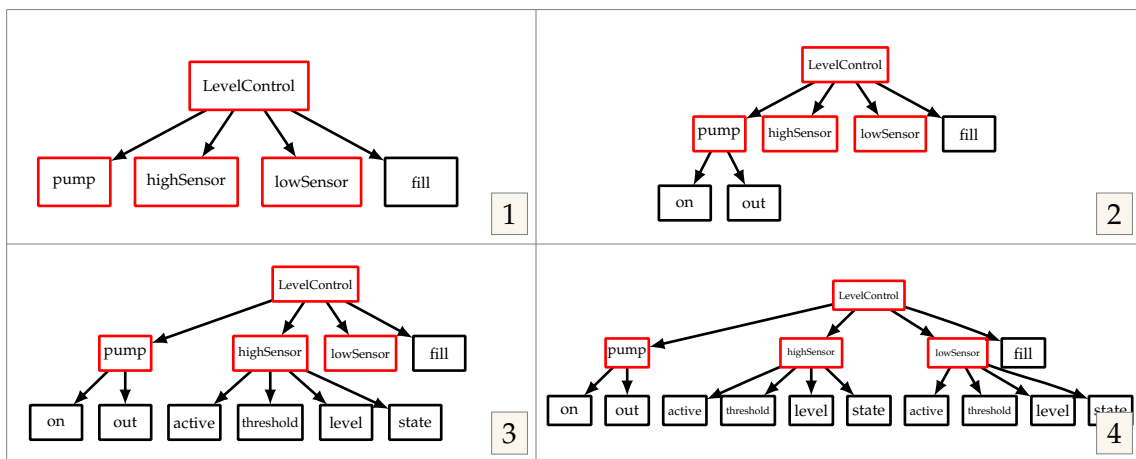 LevelControl
pump highSensor lowSensor fill
1
LevelControl
pump highSensor lowSensor fill
on out
2
LevelControl
pump highSensor lowSensor fill
on out active threshold level state
3
LevelControl
pump highSensor lowSensor fill
on out active threshold level state active threshold level state
4